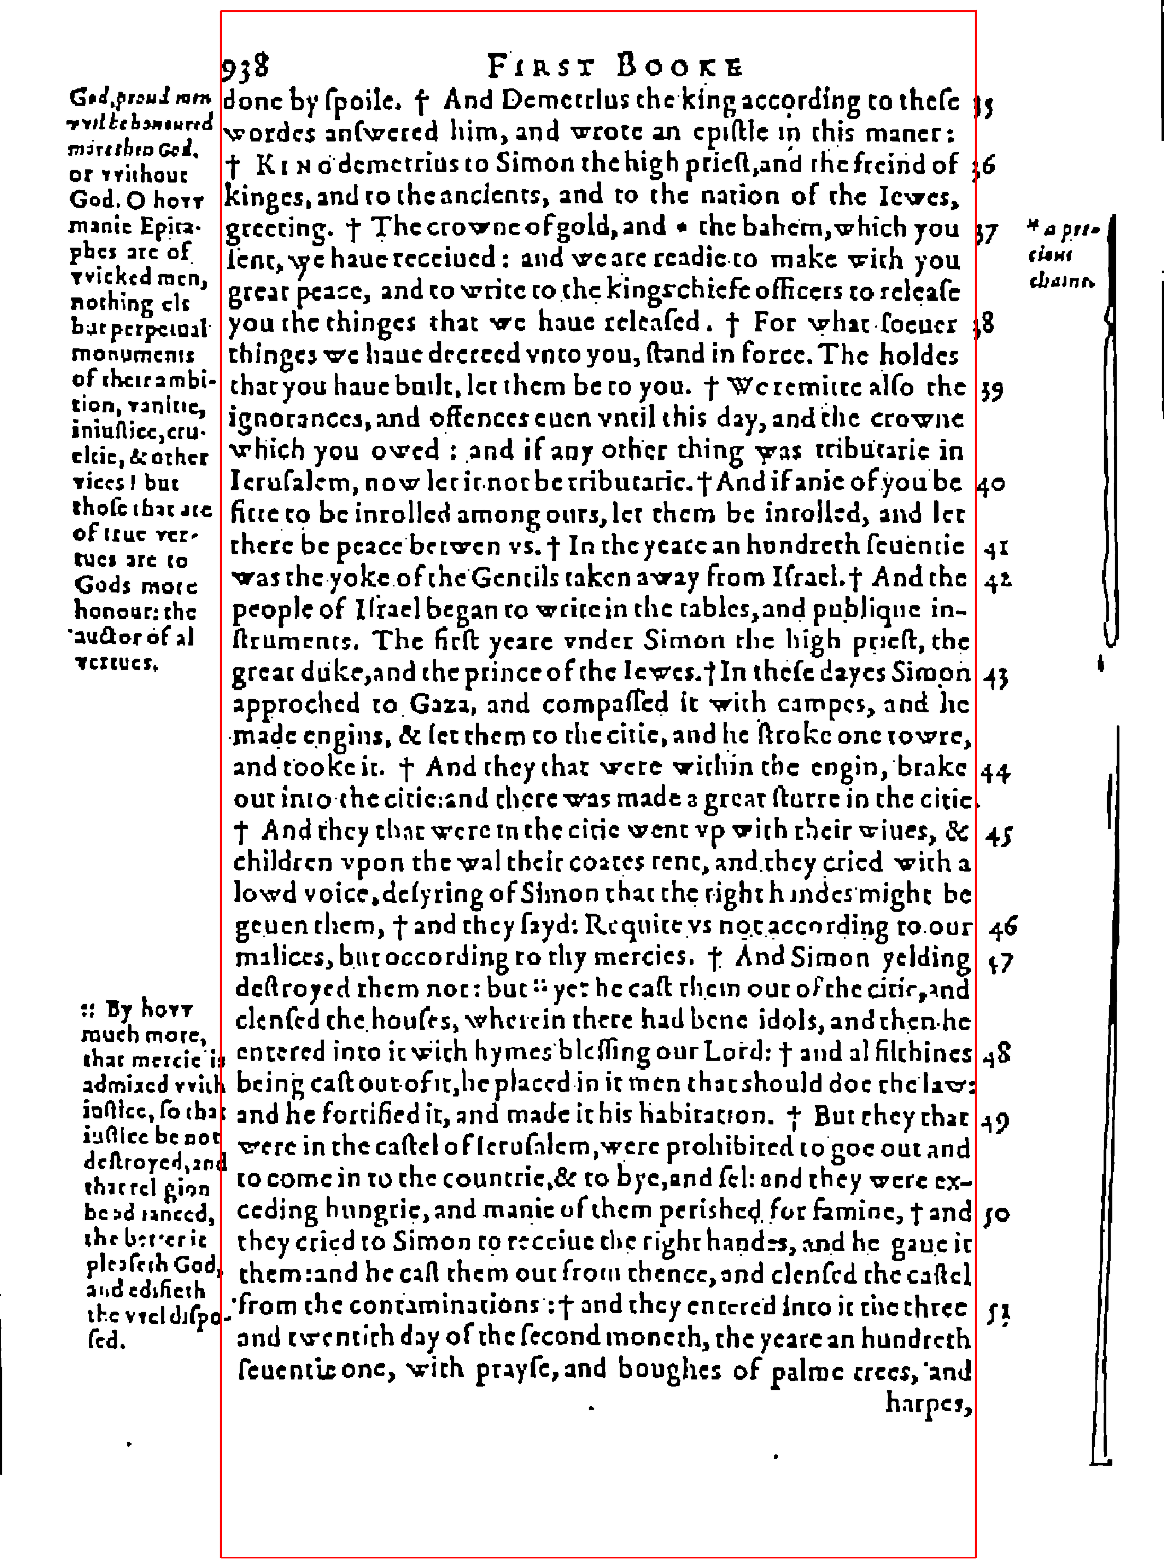 938 FIRST BOOKE
done by ſpoile. † And Demetrius the king according to theſe 35
wordes anſwered him, and wrote an epiſtle in this maner:
† KING demetrius to Simon the high prieſt, and the freind of 36
kinges, and to the ancients, and to the nation of the Iewes,
greeting. † The crowne of gold, and * the bahem, which you 37
ſent, we haue receiued: and we are readie to make with you
great peace, and to write to the kings chiefe officers to releaſe
you the thinges that we haue releaſed. † For what ſoeuer 38
thinges we haue decreed vnto you, ſtand in force. The holdes
that you haue built, let them be to you. † We remitte alſo the 39
ignorances, and offences euen vntil this day, and the crowne
which you owed : and if any other thing was tributarie in
Ieruſalem, now let it not be tributarie. † And if anie of you be 40
fitte to be inrolled among ours, let them be inrolled, and let
there be peace betwen vs. † In the yeare an hundreth ſeuentie 41
was the yoke of the Gentils taken away from Iſrael. † And the 42
people of Iſrael began to write in the tables, and publique in-
ſtruments. The firſt yeare vnder Simon the high prieſt, the
great duke, and the prince of the Iewes. † In theſe dayes Simon 43
approched to Gaza, and compaſſed it with campes, and he
made engins, & ſet them to the citie, and he ſtroke one towre,
and tooke it. † And they that were within the engin, brake 44
out into the citie: and there was made a great ſturre in the citie.
† And they that were in the citie went vp with their wiues, & 45
children vpon the wal their coates rent, and they cried with a
lowd voice, deſyring of Simon that the right handes might be
geuen them, † and they ſayd: Requite vs not according to our 46
malices, but occording to thy mercies. † And Simon yelding 47
deſtroyed them not: but :: yet he caſt them out of the citie, and
clenſed the houſes, wherein there had bene idols, and then he
entered into it with hymes bleſſing our Lord: † and al filthines 48
being caſt out of it, he placed in it men that should doe the law:
and he fortified it, and made it his habitation. † But they that 49
were in the caſtel of Ieruſalem, were prohibited to goe out and
to come in to the countrie, & to bye, and ſel: and they were ex-
ceding hungrie, and manie of them perished for famine, † and 50
they cried to Simon to receiue the right handes, and he gaue it
them: and he caſt them out from thence, and clenſed the caſtel
from the contaminations : † and they entered into it the three 51
and twentith day of the ſecond moneth, the yeare an hundreth
ſeuentie one, with prayſe, and boughes of palme trees, and
harpes,
God, proud men
wil be honoured
more then God,
or without
God. O how
manie Epita-
phes are of
wicked men,
nothing els
but perpetual
monuments
of their ambi-
tion, vanitie,
iniuſtice, cru-
eltie, & other
vices! but
thoſe that are
of true ver-
tues are to
Gods more
honour: the
auctor of al
vertues.
:: By how
much more,
that mercie is
admixed with
iuſtice, ſo that
iuſtice be not
deſtroyed, and
that religion
be aduanced,
the better it
pleaſeth God,
and edifieth
the wel diſpo-
ſed.
* a pre-
cious
chaine.